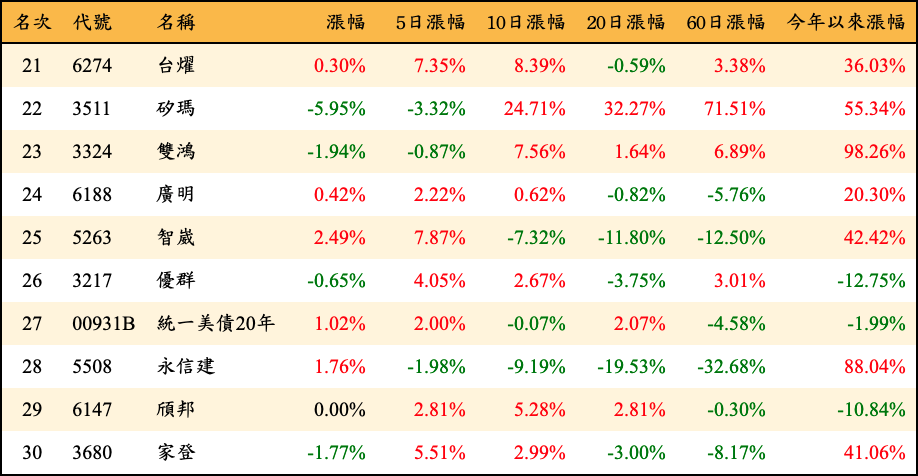 名次 代號 名稱 漲幅 5日漲幅 10日漲幅 20日漲幅 60日漲幅 今年以來漲幅
21 6274 台燿 0.30% 7.35% 8.39% -0.59% 3.38% 36.03%
22 3511 矽瑪 -5.95% -3.32% 24.71% 32.27% 71.51% 55.34%
23 3324 雙鴻 -1.94% -0.87% 7.56% 1.64% 6.89% 98.26%
24 6188 廣明 0.42% 2.22% 0.62% -0.82% -5.76% 20.30%
25 5263 智崴 2.49% 7.87% -7.32% -11.80% -12.50% 42.42%
26 3217 優群 -0.65% 4.05% 2.67% -3.75% 3.01% -12.75%
27 00931B 統一美債20年 1.02% 2.00% -0.07% 2.07% -4.58% -1.99%
28 5508 永信建 1.76% -1.98% -9.19% -19.53% -32.68% 88.04%
29 6147 頎邦 0.00% 2.81% 5.28% 2.81% -0.30% -10.84%
30 3680 家登 -1.77% 5.51% 2.99% -3.00% -8.17% 41.06%